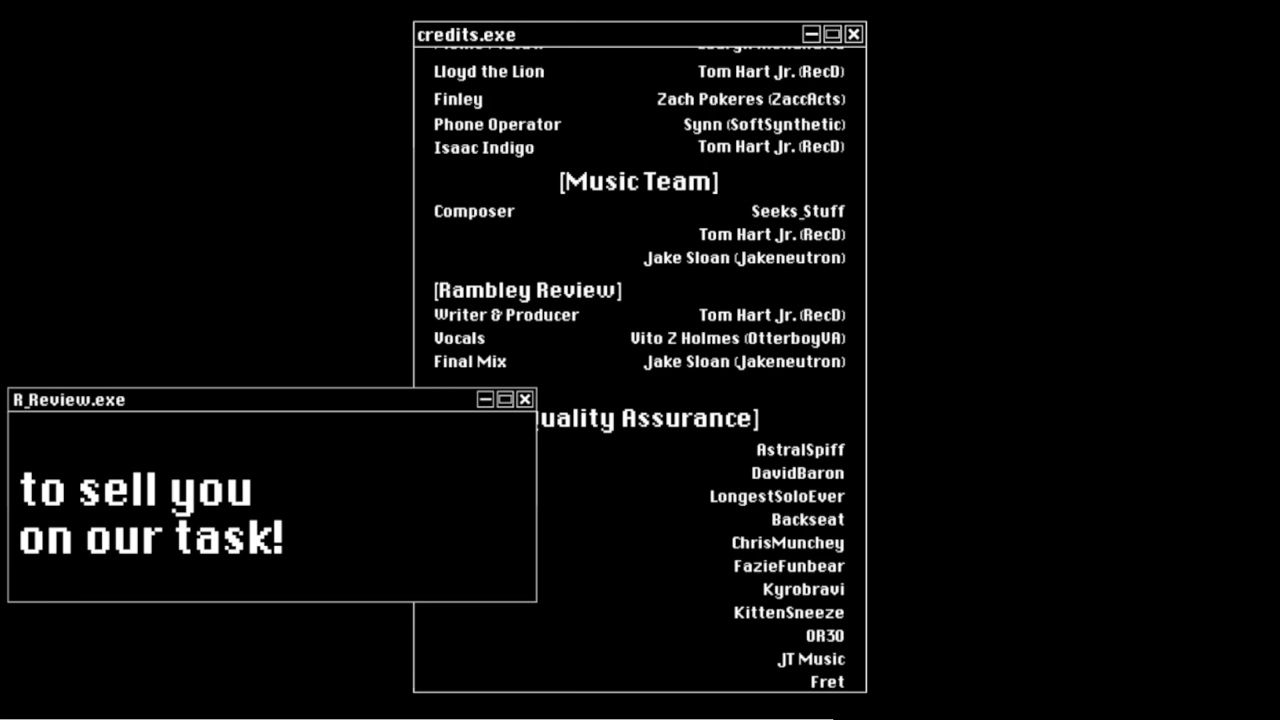 credits.exe
Lloyd the Lion Tom Hart Jr. (RecD)
Finley Zach Pokeres (ZaccActs)
Phone Operator Synn (SoftSynthetic)
Isaac Indigo Tom Hart Jr. (RecD)
[Music Team]
Composer Seeks_Stuff
Tom Hart Jr. (RecD)
Jake Sloan (Jakeneutron)
[Rambley Review]
Writer & Producer Tom Hart Jr. (RecD)
Vocals Vito Z Holmes (OtterboyVA)
Final Mix Jake Sloan (Jakeneutron)
R_Review.exe
to sell you
on our task!
uality Assurance]
AstralSpiff
DavidBaron
LongestSoloEver
Backseat
ChrisMunchey
FazieFunbear
Kyrobravi
KittenSneeze
OR30
JT Music
Fret